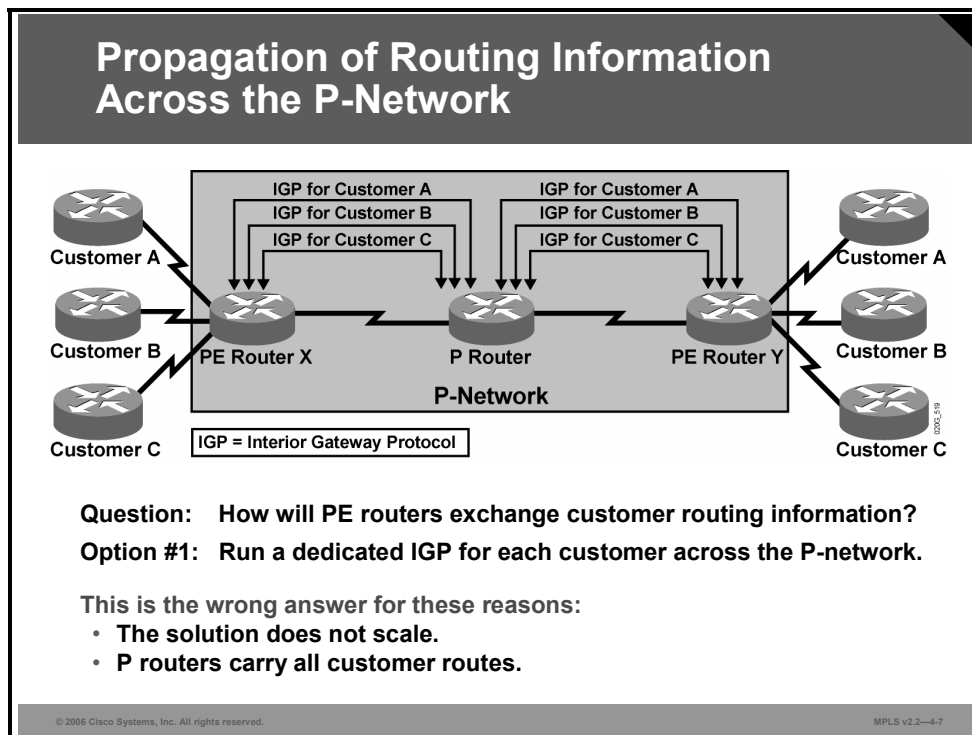 Propagation of Routing Information
Across the P-Network
IGP for Customer A
IGP for Customer B
IGP for Customer C
IGP for Customer A
IGP for Customer B
IGP for Customer C
Customer A
Customer B
Customer C
PE Router X
P Router
PE Router Y
Customer A
Customer B
Customer C
P-Network
IGP = Interior Gateway Protocol
020G_519
Question: How will PE routers exchange customer routing information?
Option #1: Run a dedicated IGP for each customer across the P-network.
This is the wrong answer for these reasons:
• The solution does not scale.
• P routers carry all customer routes.
© 2006 Cisco Systems, Inc. All rights reserved.
MPLS v2.2—4-7